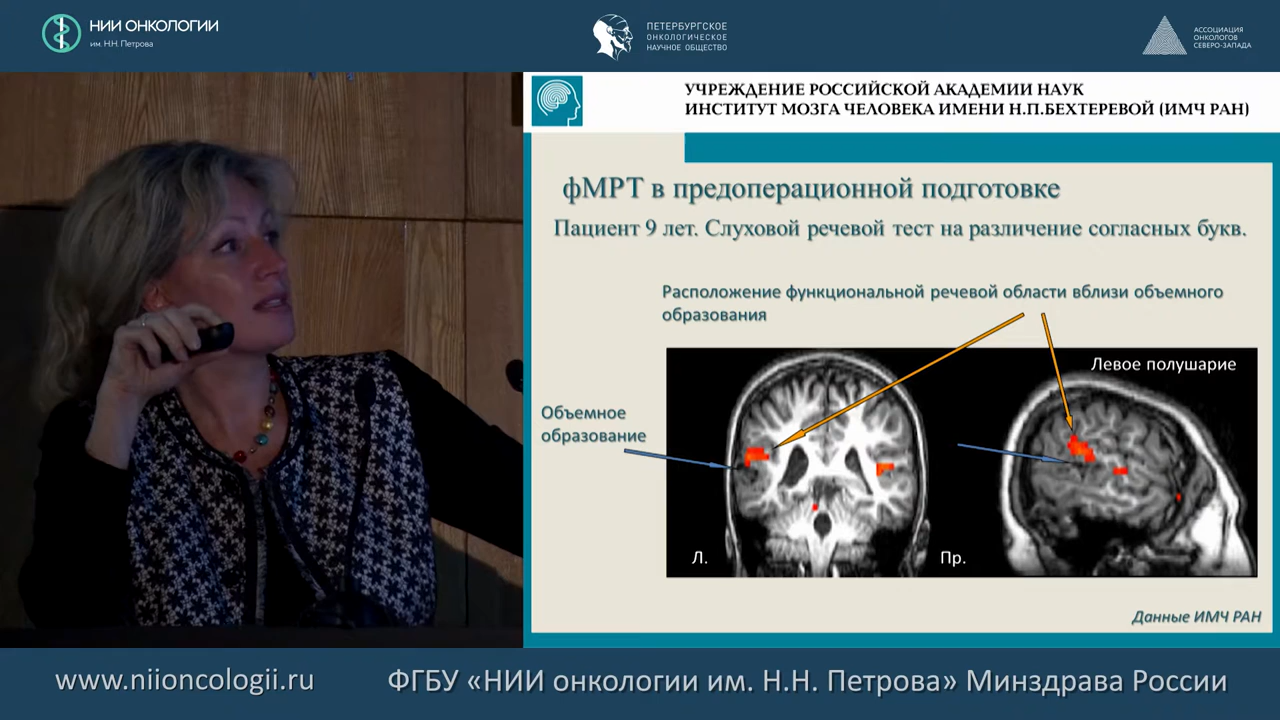 НИИ ОНКОЛОГИИ
им. Н.Н. Петрова
ПЕТЕРБУРГСКОЕ
ОНКОЛОГИЧЕСКОЕ
НАУЧНОЕ ОБЩЕСТВО
АССОЦИАЦИЯ
ОНКОЛОГОВ
СЕВЕРО-ЗАПАДА
УЧРЕЖДЕНИЕ РОССИЙСКОЙ АКАДЕМИИ НАУК
ИНСТИТУТ МОЗГА ЧЕЛОВЕКА ИМЕНИ Н.П.БЕХТЕРЕВОЙ (ИМЧ РАН)
фМРТ в предоперационной подготовке
Пациент 9 лет. Слуховой речевой тест на различение согласных букв.
Расположение функциональной речевой области вблизи объемного
образования
Левое полушарие
Объемное
образование
Л.
Пр.
Данные ИМЧ РАН
www.niioncologii.ru
ФГБУ «НИИ онкологии им. Н.Н. Петрова» Минздрава России